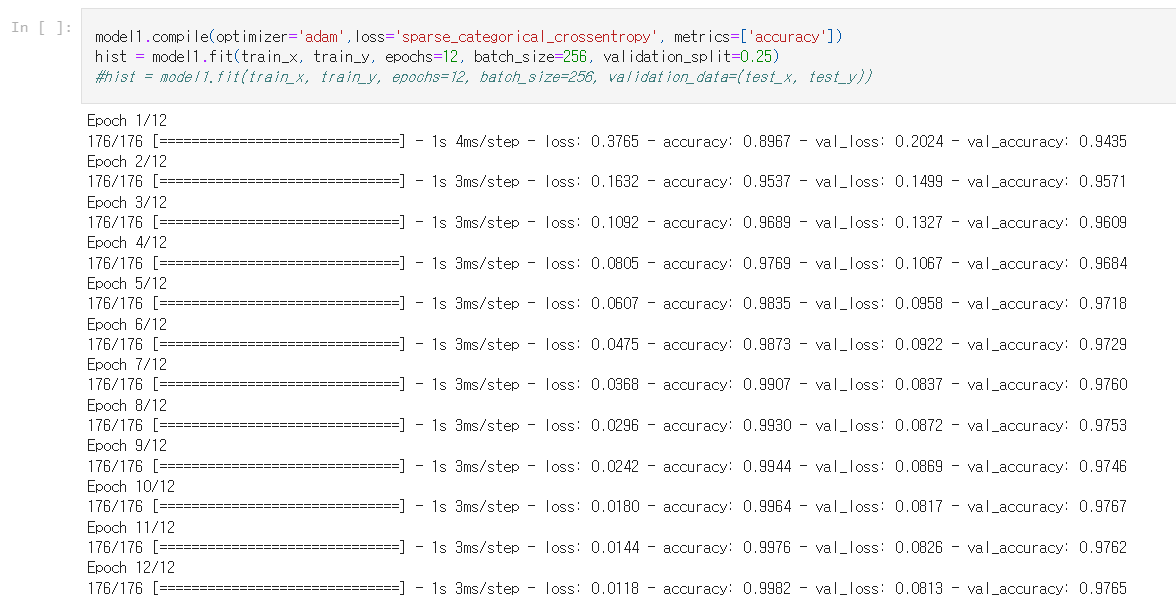 In [ ]:
model1.compile(optimizer='adam',loss='sparse_categorical_crossentropy', metrics=['accuracy'])
hist = model1.fit(train_x, train_y, epochs=12, batch_size=256, validation_split=0.25)
#hist = model1.fit(train_x, train_y, epochs=12, batch_size=256, validation_data=(test_x, test_y))
Epoch 1/12
176/176 [==============================] - 1s 4ms/step - loss: 0.3765 - accuracy: 0.8967 - val_loss: 0.2024 - val_accuracy: 0.9435
Epoch 2/12
176/176 [==============================] - 1s 3ms/step - loss: 0.1632 - accuracy: 0.9537 - val_loss: 0.1499 - val_accuracy: 0.9571
Epoch 3/12
176/176 [==============================] - 1s 3ms/step - loss: 0.1092 - accuracy: 0.9689 - val_loss: 0.1327 - val_accuracy: 0.9609
Epoch 4/12
176/176 [==============================] - 1s 3ms/step - loss: 0.0805 - accuracy: 0.9769 - val_loss: 0.1067 - val_accuracy: 0.9684
Epoch 5/12
176/176 [==============================] - 1s 3ms/step - loss: 0.0607 - accuracy: 0.9835 - val_loss: 0.0958 - val_accuracy: 0.9718
Epoch 6/12
176/176 [==============================] - 1s 3ms/step - loss: 0.0475 - accuracy: 0.9873 - val_loss: 0.0922 - val_accuracy: 0.9729
Epoch 7/12
176/176 [==============================] - 1s 3ms/step - loss: 0.0368 - accuracy: 0.9907 - val_loss: 0.0837 - val_accuracy: 0.9760
Epoch 8/12
176/176 [==============================] - 1s 3ms/step - loss: 0.0296 - accuracy: 0.9930 - val_loss: 0.0872 - val_accuracy: 0.9753
Epoch 9/12
176/176 [==============================] - 1s 3ms/step - loss: 0.0242 - accuracy: 0.9944 - val_loss: 0.0869 - val_accuracy: 0.9746
Epoch 10/12
176/176 [==============================] - 1s 3ms/step - loss: 0.0180 - accuracy: 0.9964 - val_loss: 0.0817 - val_accuracy: 0.9767
Epoch 11/12
176/176 [==============================] - 1s 3ms/step - loss: 0.0144 - accuracy: 0.9976 - val_loss: 0.0826 - val_accuracy: 0.9762
Epoch 12/12
176/176 [==============================] - 1s 3ms/step - loss: 0.0118 - accuracy: 0.9982 - val_loss: 0.0813 - val_accuracy: 0.9765